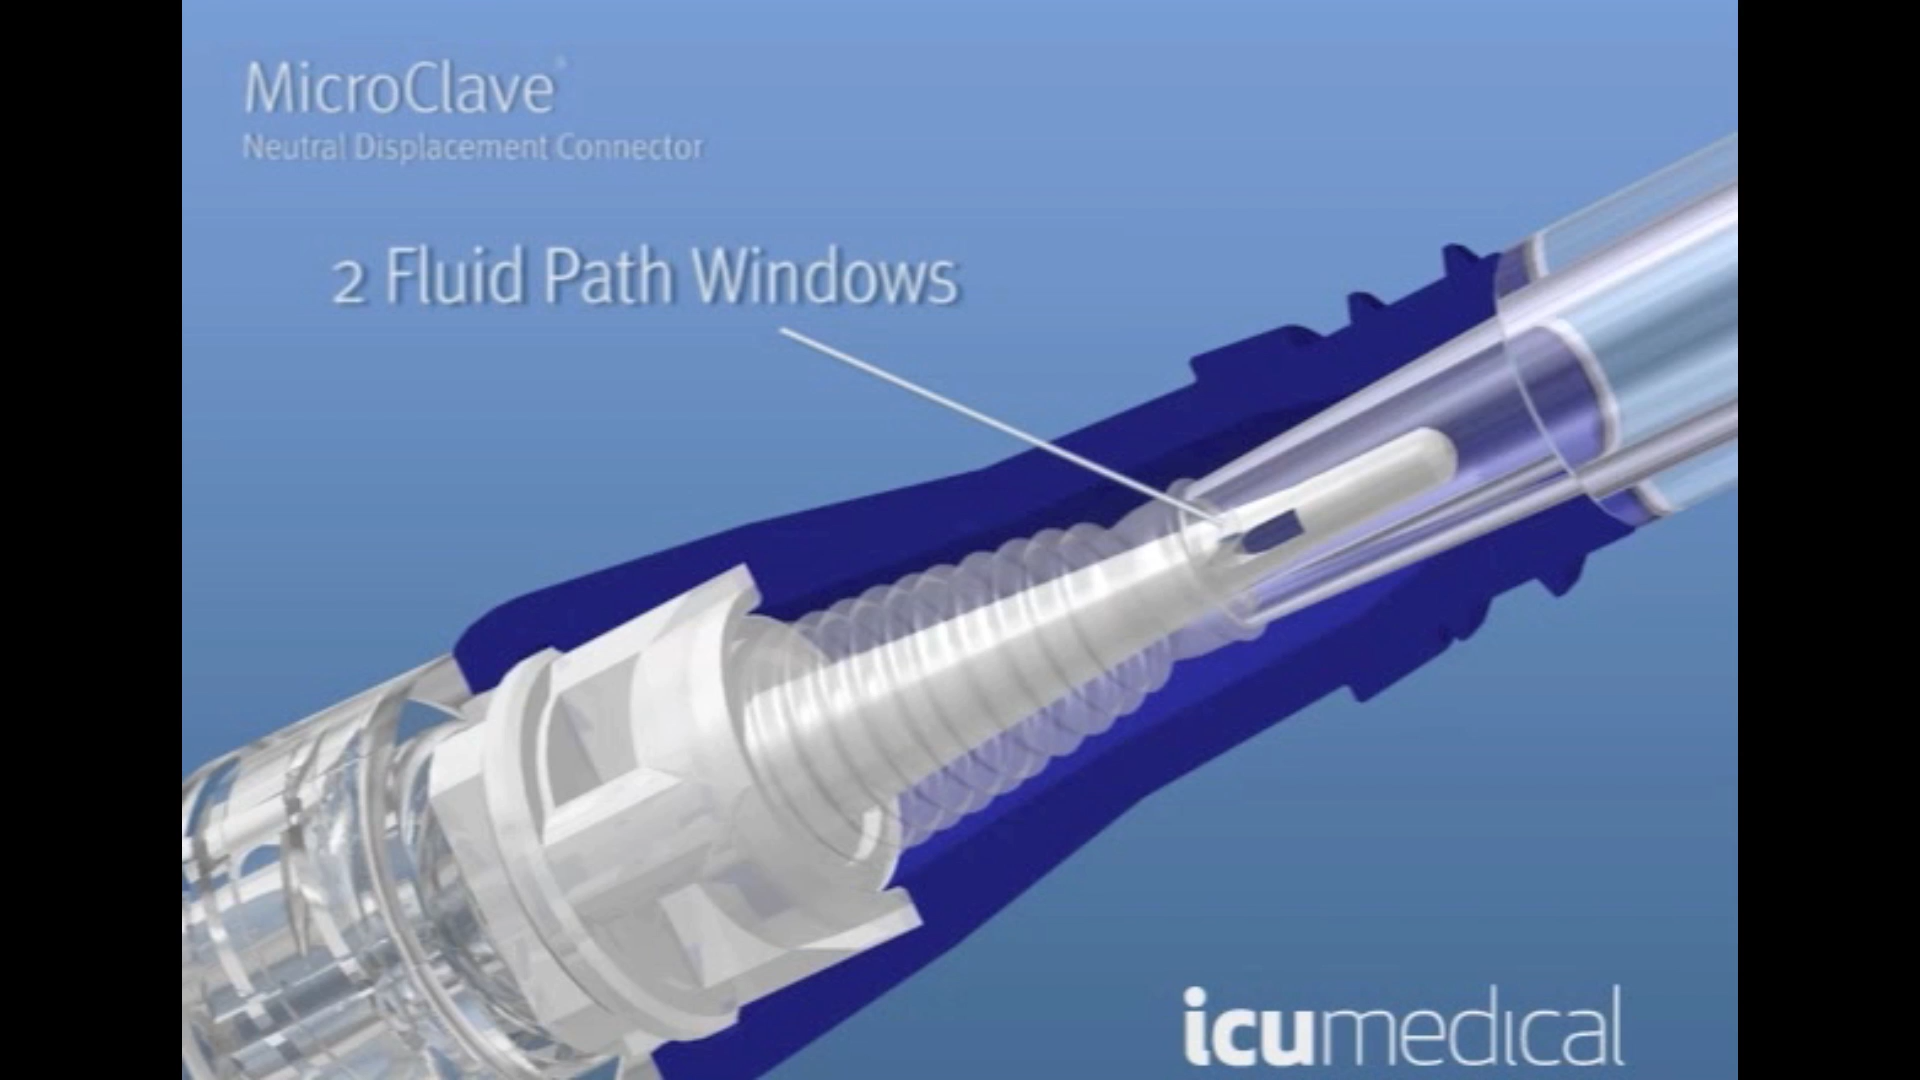 MicroClave®
Neutral Displacement Connector
2 Fluid Path Windows
icumedical